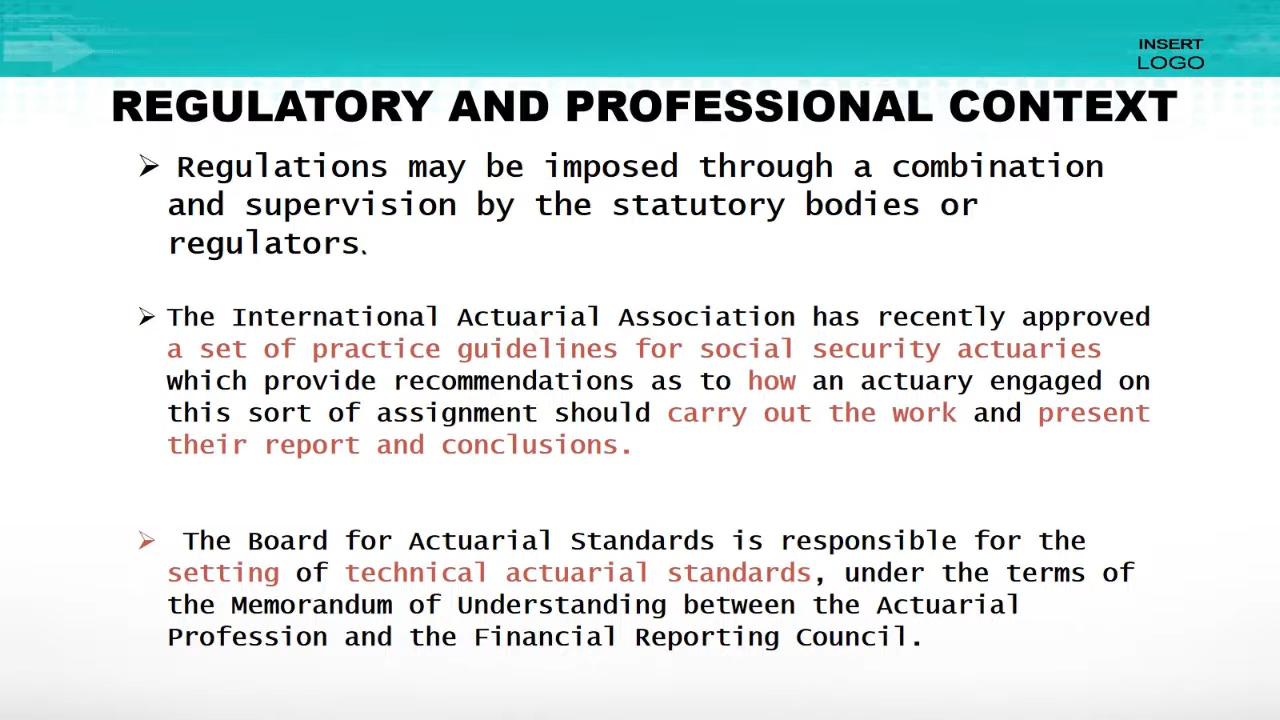 INSERT
LOGO
REGULATORY AND PROFESSIONAL CONTEXT
➢ Regulations may be imposed through a combination
and supervision by the statutory bodies or
regulators.
➢ The International Actuarial Association has recently approved
a set of practice guidelines for social security actuaries
which provide recommendations as to how an actuary engaged on
this sort of assignment should carry out the work and present
their report and conclusions.
➢ The Board for Actuarial Standards is responsible for the
setting of technical actuarial standards, under the terms of
the Memorandum of Understanding between the Actuarial
Profession and the Financial Reporting Council.